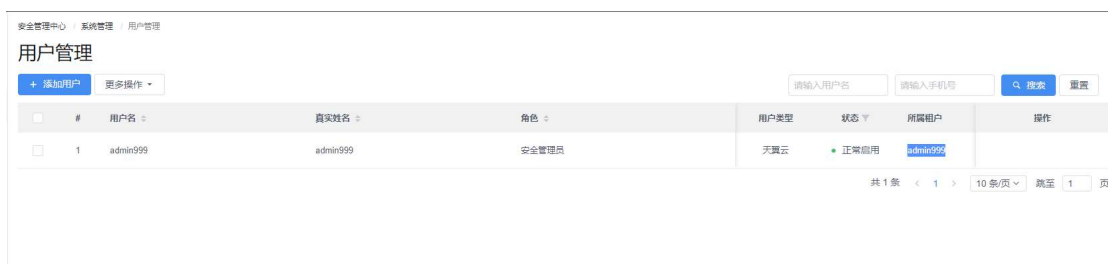 安全管理中心 / 系统管理 / 用户管理
用户管理
+ 添加用户 更多操作 请输入用户名 请输入手机号 搜索 重置
# 用户名 真实姓名 角色 用户类型 状态 所属租户 操作
1 admin999 admin999 安全管理员 天翼云 正常启用 admin999
共 1 条 < 1 > 10 条/页 跳至 1 页